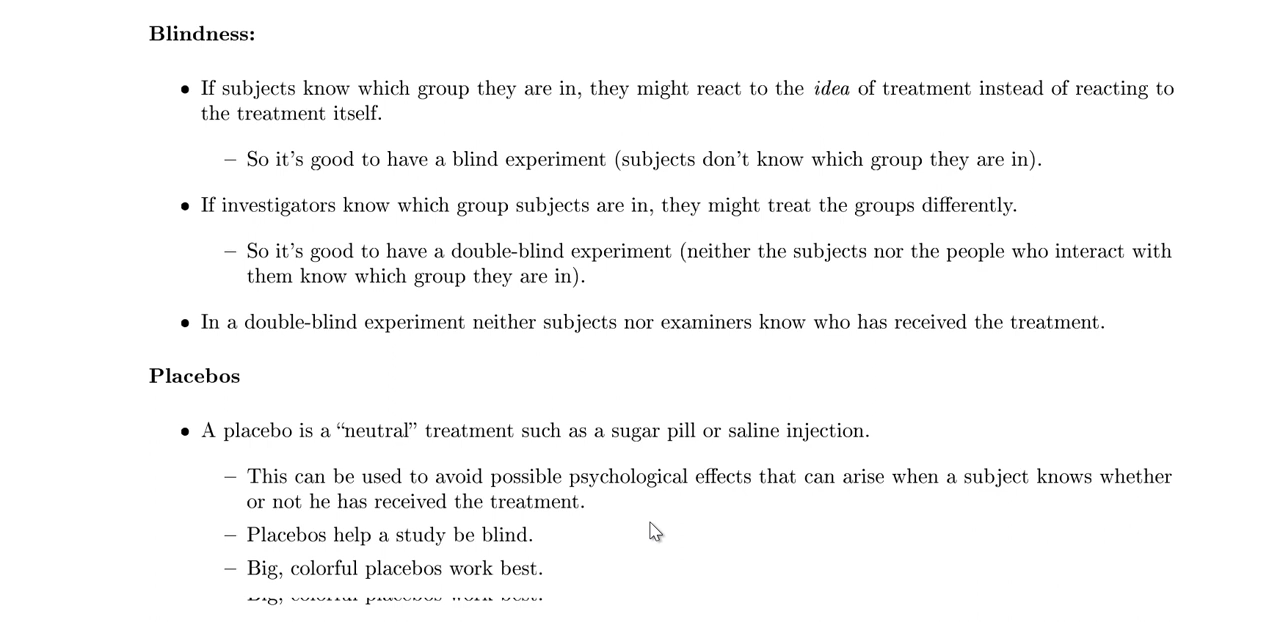 Blindness:
• If subjects know which group they are in, they might react to the idea of treatment instead of reacting to
the treatment itself.
– So it's good to have a blind experiment (subjects don't know which group they are in).
• If investigators know which group subjects are in, they might treat the groups differently.
– So it's good to have a double-blind experiment (neither the subjects nor the people who interact with
them know which group they are in).
• In a double-blind experiment neither subjects nor examiners know who has received the treatment.
Placebos
• A placebo is a “neutral” treatment such as a sugar pill or saline injection.
– This can be used to avoid possible psychological effects that can arise when a subject knows whether
or not he has received the treatment.
– Placebos help a study be blind.
– Big, colorful placebos work best.